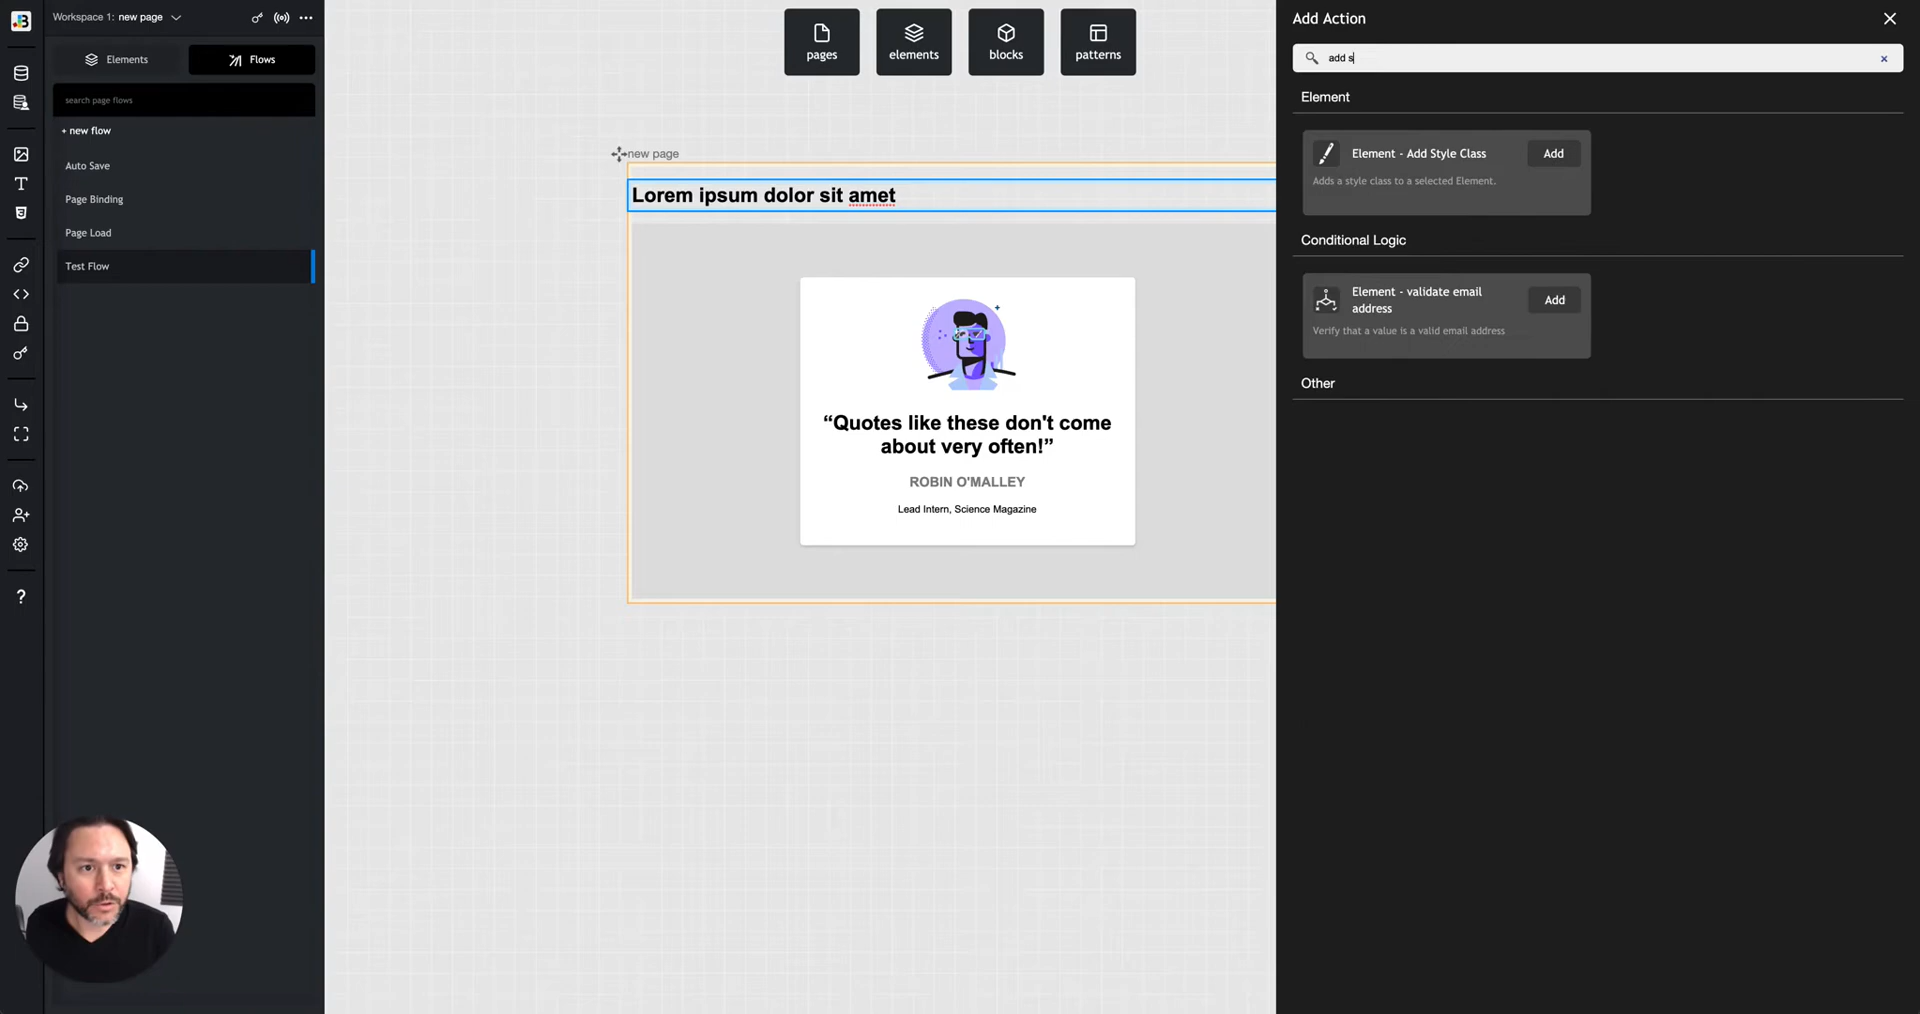 Workspace 1: new page
Elements
Flows
search page flows
+ new flow
Auto Save
Page Binding
Page Load
Test Flow
pages
elements
blocks
patterns
new page
Lorem ipsum dolor sit amet
“Quotes like these don't come
about very often!”
ROBIN O'MALLEY
Lead Intern, Science Magazine
Add Action
add s
Element
Element - Add Style Class
Add
Adds a style class to a selected Element.
Conditional Logic
Element - validate email
address
Add
Verify that a value is a valid email address
Other